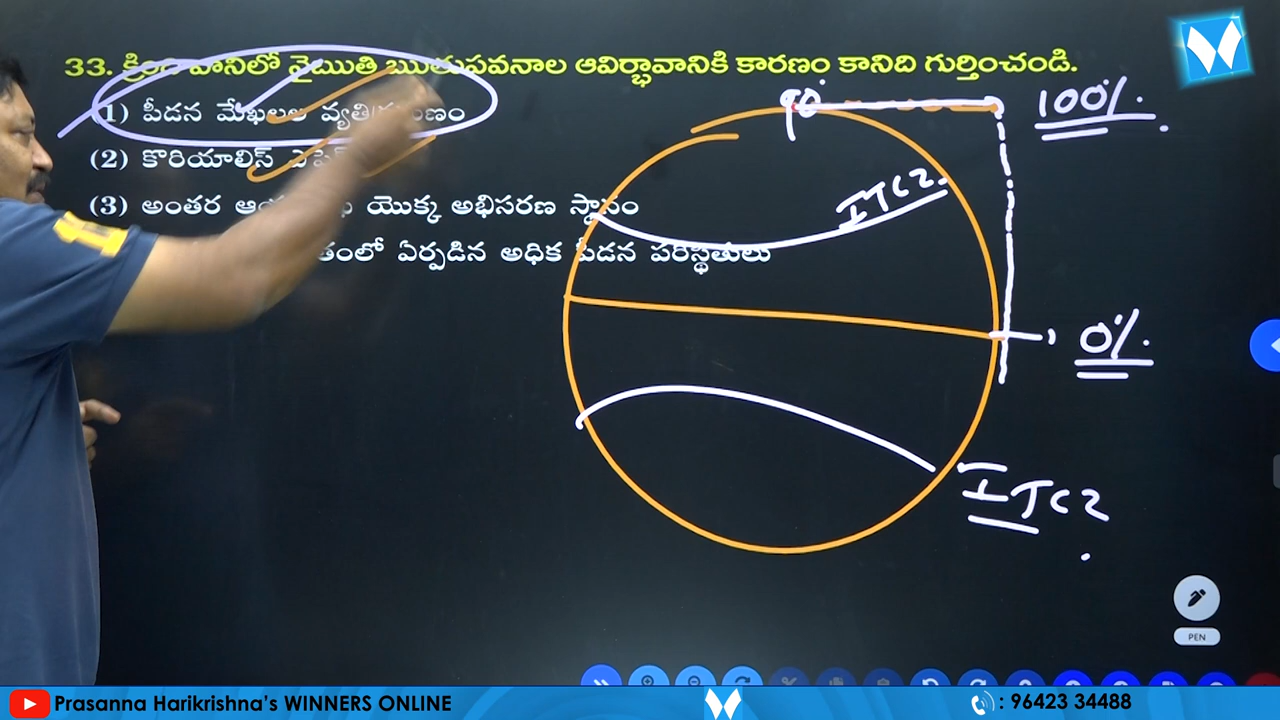 33. క్రింది వానిలో నైఋతి ఋతుపవనాల ఆవిర్భావానికి కారణం కానిది గుర్తించండి.
(1) పీడన మేఖలల
(2) కొరియాలిస్
(3) అంతర యొక్క అభిసరణ స్థానం
ఏర్పడిన అధిక పీడన పరిస్థితులు
90°
100%.
ITCZ
0%.
ITCZ
PEN
Prasanna Harikrishna's WINNERS ONLINE
W
: 96423 34488